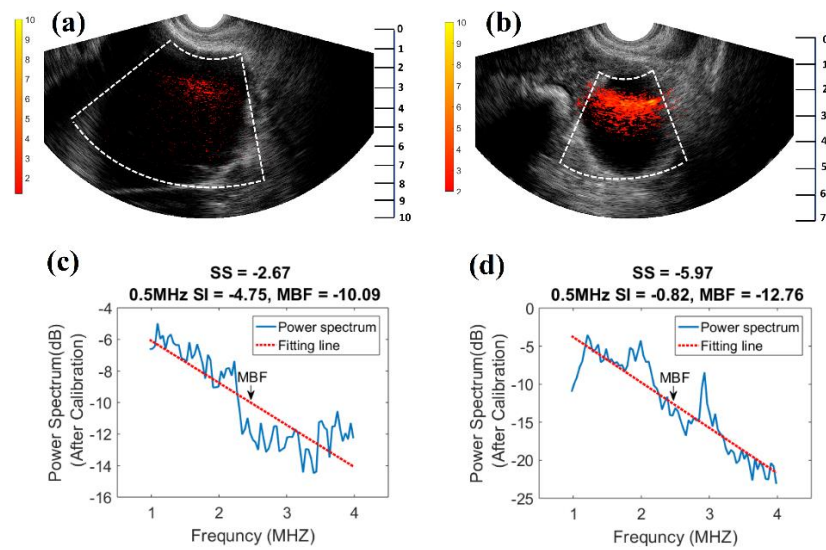 (a)
10
9
8
7
6
5
4
3
2
0
1
2
3
4
5
6
7
8
9
10
(b)
10
9
8
7
6
5
4
3
2
0
1
2
3
4
5
6
7
(c)
SS = -2.67
0.5MHz SI = -4.75, MBF = -10.09
Power Spectrum(dB)
(After Calibration)
-4
-6
-8
-10
-12
-14
-16
Power spectrum
Fitting line
MBF
1
2
3
4
Frequncy (MHZ)
(d)
SS = -5.97
0.5MHz SI = -0.82, MBF = -12.76
Power Spectrum(dB)
(After Calibration)
0
-5
-10
-15
-20
-25
Power spectrum
Fitting line
MBF
1
2
3
4
Frequncy (MHZ)